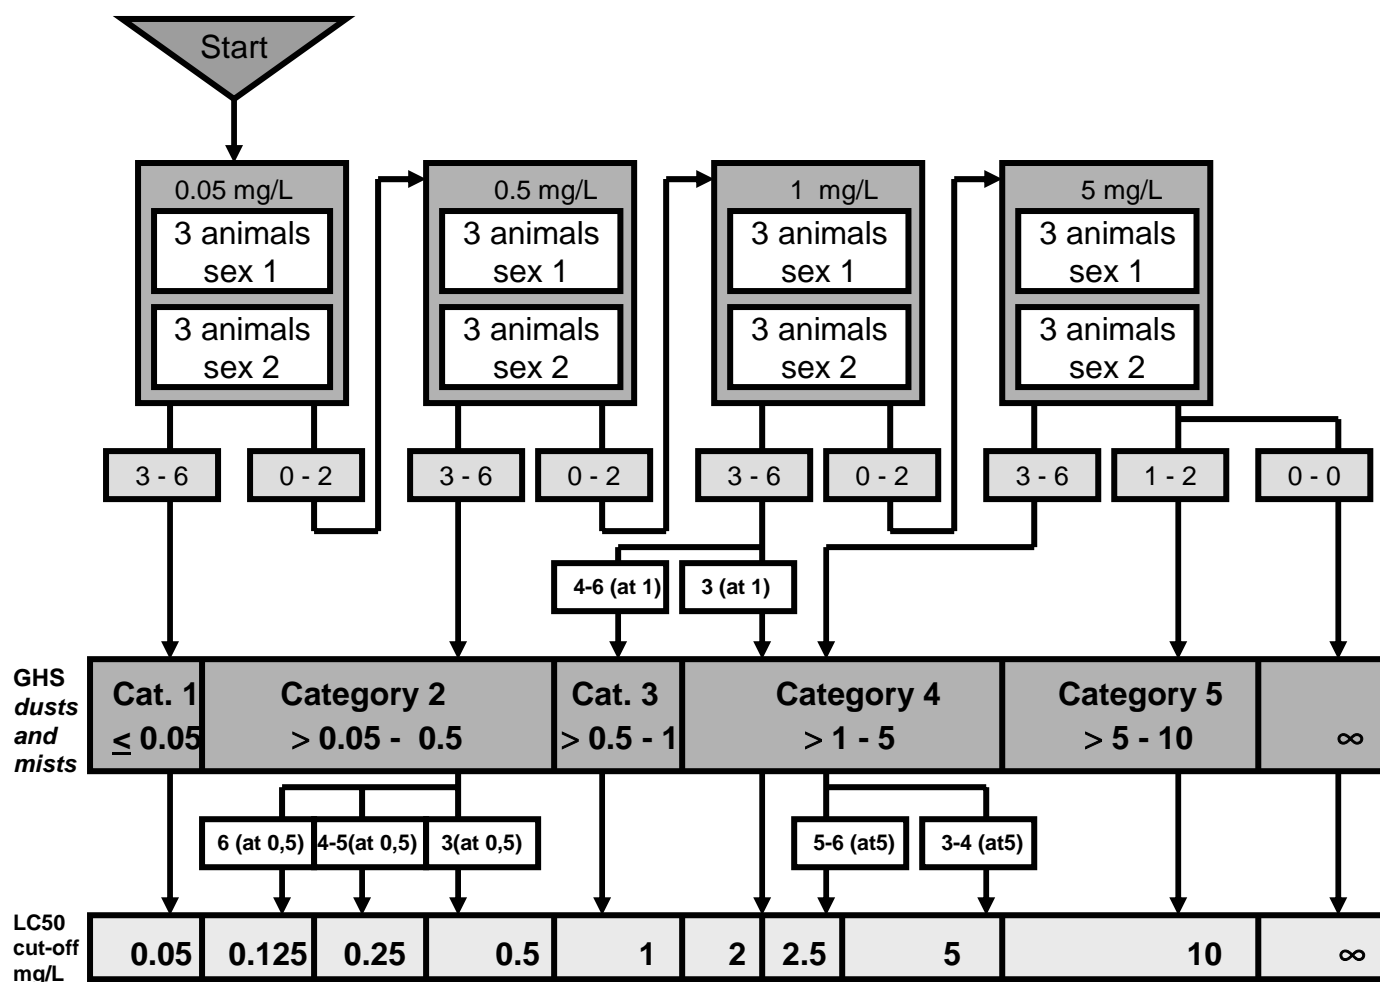 Start
0.05 mg/L
3 animals
sex 1
3 animals
sex 2
0.5 mg/L
3 animals
sex 1
3 animals
sex 2
1 mg/L
3 animals
sex 1
3 animals
sex 2
5 mg/L
3 animals
sex 1
3 animals
sex 2
3 - 6
0 - 2
3 - 6
0 - 2
3 - 6
0 - 2
3 - 6
1 - 2
0 - 0
4-6 (at 1)
3 (at 1)
GHS
dusts
and
mists
Cat. 1
≤ 0.05
Category 2
> 0.05 - 0.5
Cat. 3
> 0.5 - 1
Category 4
> 1 - 5
Category 5
> 5 - 10
∞
6 (at 0,5)
4-5(at 0,5)
3(at 0,5)
5-6 (at5)
3-4 (at5)
LC50
cut-off
mg/L
0.05
0.125
0.25
0.5
1
2
2.5
5
10
∞